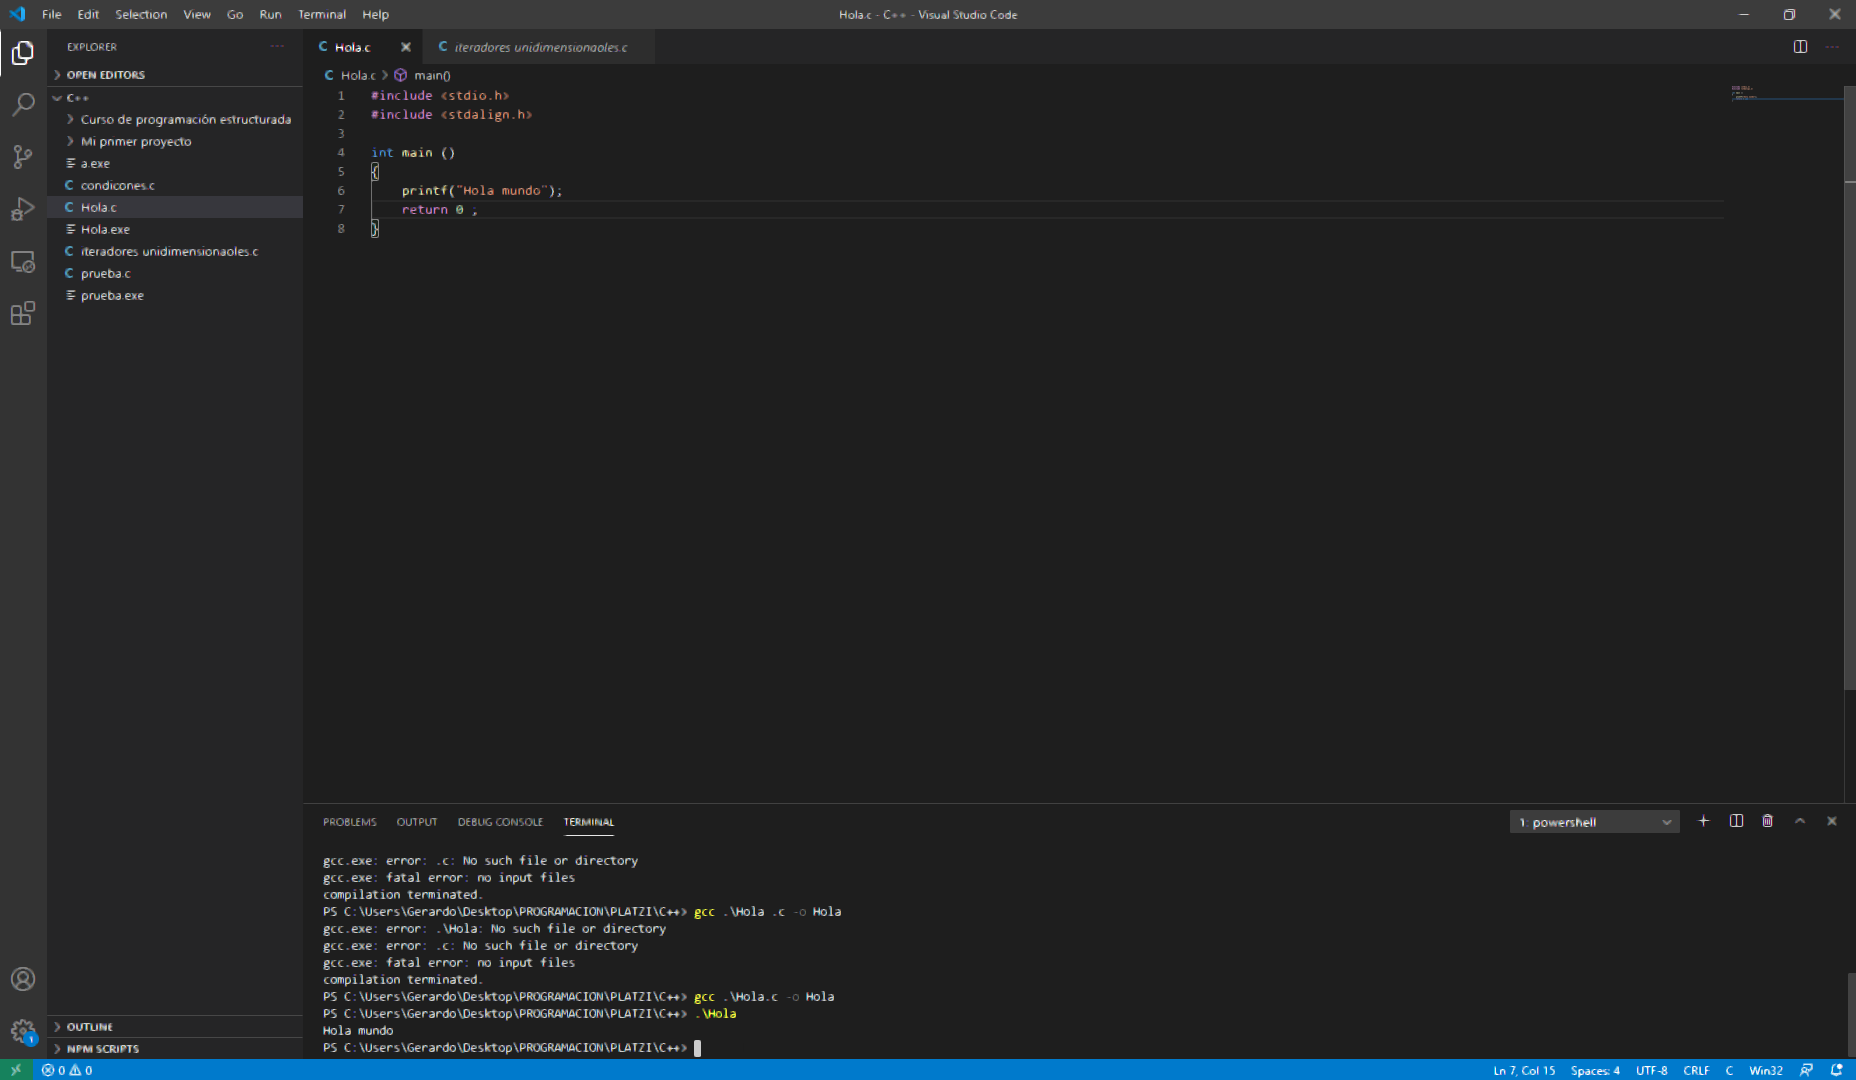 File Edit Selection View Go Run Terminal Help
Hola.c - C++ - Visual Studio Code
EXPLORER
OPEN EDITORS
C++
Curso de programación estructurada
Mi primer proyecto
a.exe
condicones.c
Hola.c
Hola.exe
iteradores unidimensionaoles.c
prueba.c
prueba.exe
OUTLINE
NPM SCRIPTS
C Hola.c
C iteradores unidimensionaoles.c
C Hola.c > main()
1 #include <stdio.h>
2 #include <stdalign.h>
3
4 int main ()
5 {
6 printf("Hola mundo");
7 return 0 ;
8 }
PROBLEMS OUTPUT DEBUG CONSOLE TERMINAL
1: powershell
gcc.exe: error: .c: No such file or directory
gcc.exe: fatal error: no input files
compilation terminated.
PS C:\Users\Gerardo\Desktop\PROGRAMACION\PLATZI\C++> gcc .\Hola .c -o Hola
gcc.exe: error: .\Hola: No such file or directory
gcc.exe: error: .c: No such file or directory
gcc.exe: fatal error: no input files
compilation terminated.
PS C:\Users\Gerardo\Desktop\PROGRAMACION\PLATZI\C++> gcc .\Hola.c -o Hola
PS C:\Users\Gerardo\Desktop\PROGRAMACION\PLATZI\C++> .\Hola
Hola mundo
PS C:\Users\Gerardo\Desktop\PROGRAMACION\PLATZI\C++>
1
0 0
Ln 7, Col 15 Spaces: 4 UTF-8 CRLF C Win32